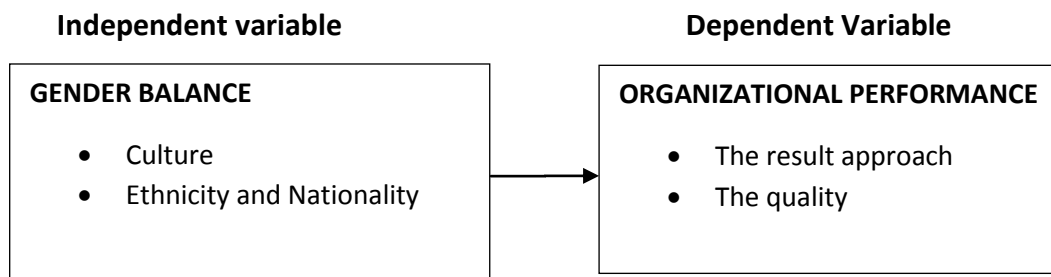 Independent variable
Dependent Variable
GENDER BALANCE
• Culture
• Ethnicity and Nationality
ORGANIZATIONAL PERFORMANCE
• The result approach
• The quality